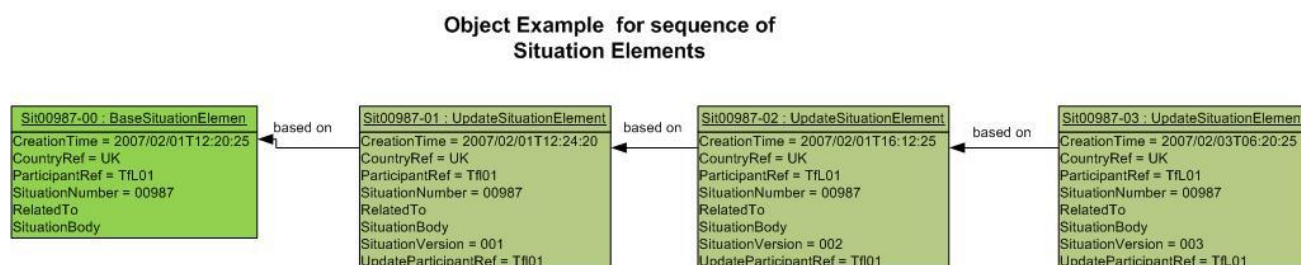 Object Example for sequence of
Situation Elements
Sit00987-00 : BaseSituationElemen
CreationTime = 2007/02/01T12:20:25
CountryRef = UK
ParticipantRef = TfL01
SituationNumber = 00987
RelatedTo
SituationBody
based on
Sit00987-01 : UpdateSituationElement
CreationTime = 2007/02/01T12:24:20
CountryRef = UK
ParticipantRef = Tfl01
SituationNumber = 00987
RelatedTo
SituationBody
SituationVersion = 001
UpdateParticipantRef = Tfl01
based on
Sit00987-02 : UpdateSituationElement
CreationTime = 2007/02/01T16:12:25
CountryRef = UK
ParticipantRef = TfL01
SituationNumber = 00987
RelatedTo
SituationBody
SituationVersion = 002
UpdateParticipantRef = Tfl01
based on
Sit00987-03 : UpdateSituationElemen
CreationTime = 2007/02/03T06:20:25
CountryRef = UK
ParticipantRef = TfL01
SituationNumber = 00987
RelatedTo
SituationBody
SituationVersion = 003
UpdateParticipantRef = TfL01